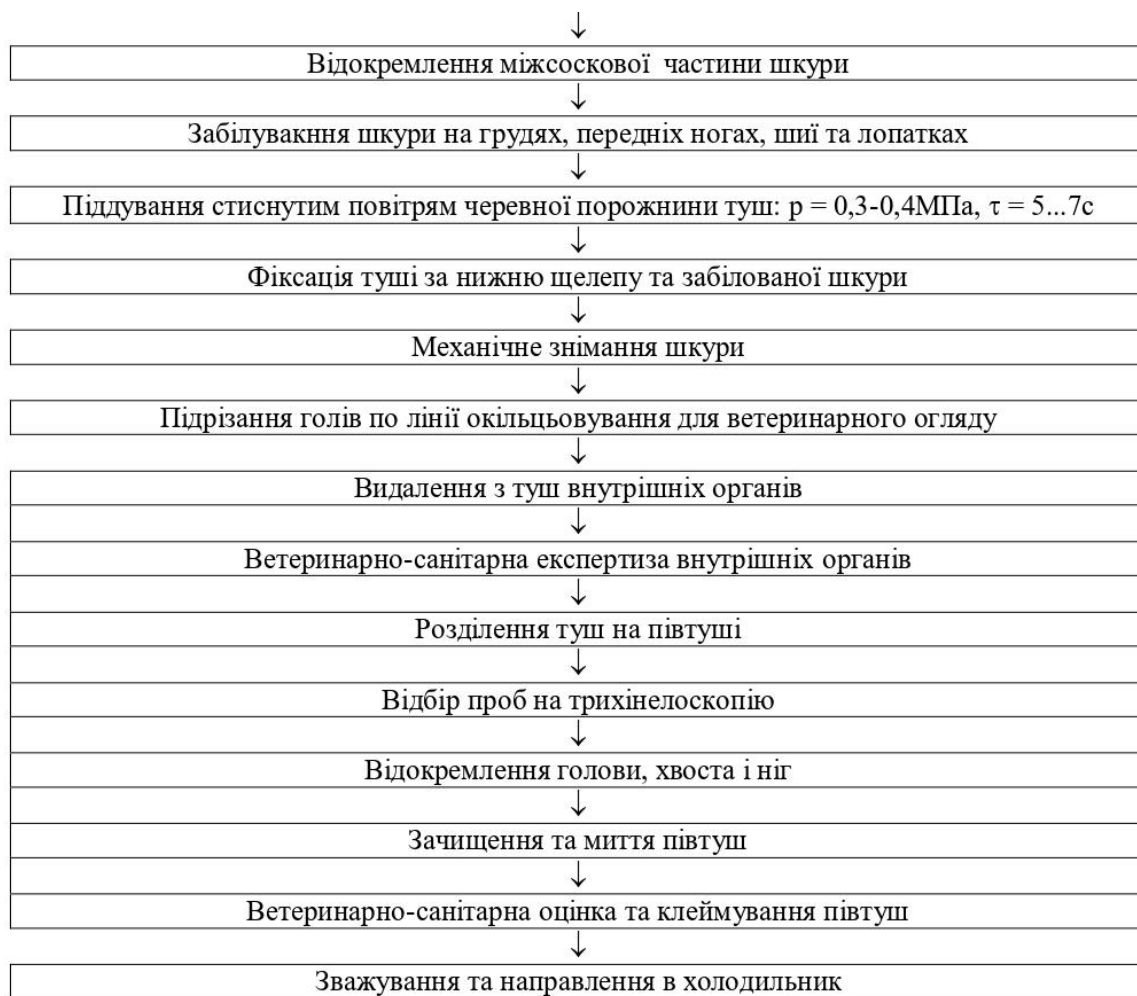 ↓
Відокремлення міжсоскової частини шкури
↓
Забілувакння шкури на грудях, передніх ногах, шиї та лопатках
↓
Піддування стиснутим повітрям черевної порожнини туш: р = 0,3-0,4МПа, τ = 5...7с
↓
Фіксація туші за нижню щелепу та забілованої шкури
↓
Механічне знімання шкури
↓
Підрізання голів по лінії окільцьовування для ветеринарного огляду
↓
Видалення з туш внутрішніх органів
↓
Ветеринарно-санітарна експертиза внутрішніх органів
↓
Розділення туш на півтуші
↓
Відбір проб на трихінелоскопію
↓
Відокремлення голови, хвоста і ніг
↓
Зачищення та миття півтуш
↓
Ветеринарно-санітарна оцінка та клеймування півтуш
↓
Зважування та направлення в холодильник